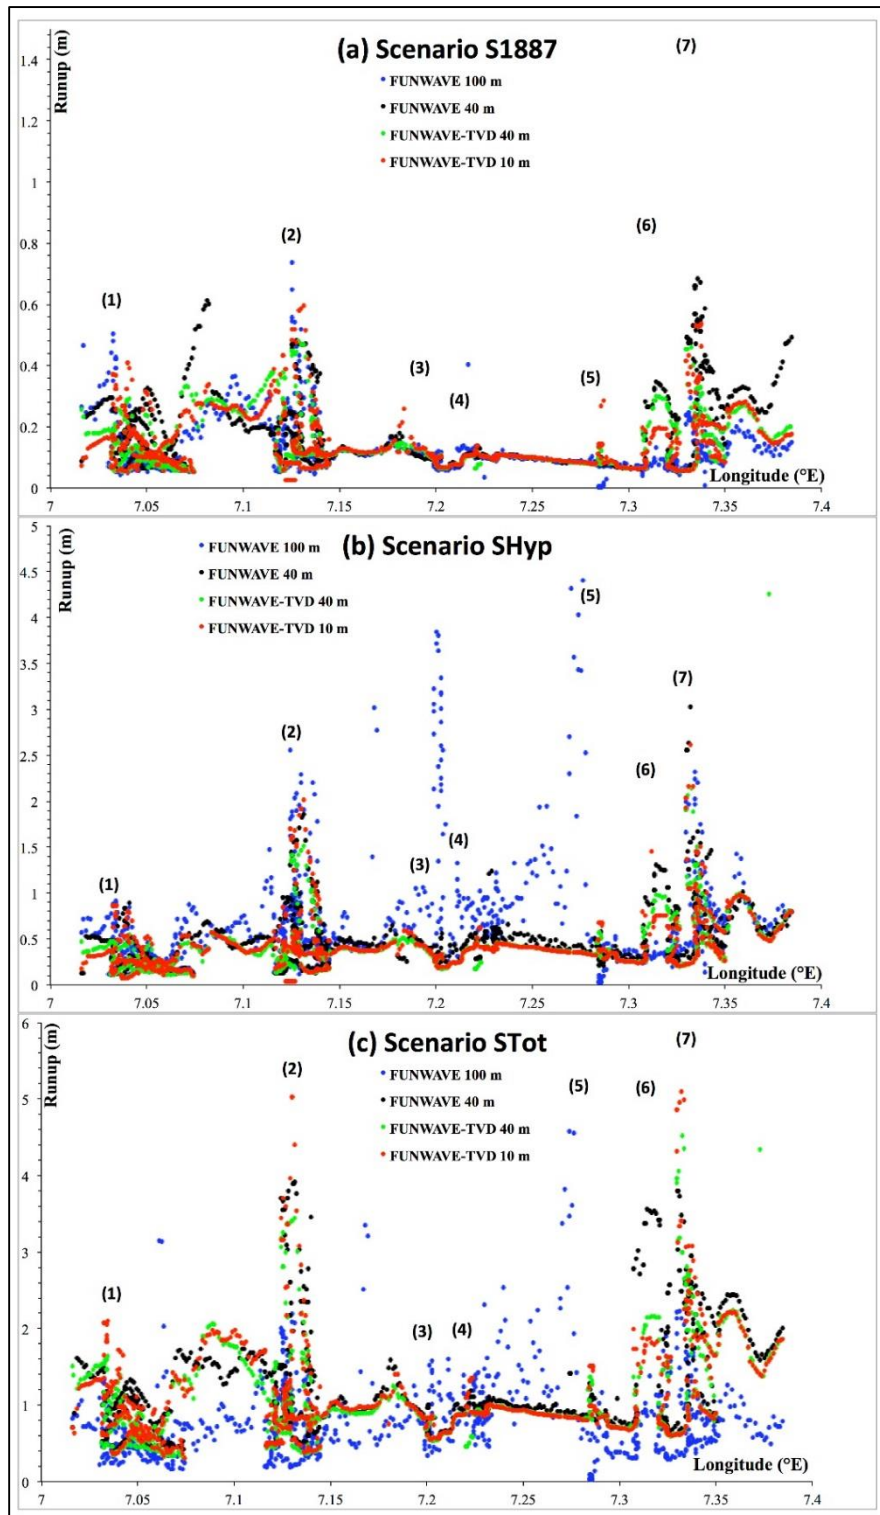 (a) Scenario S1887
Runup (m)
FUNWAVE 100 m
FUNWAVE 40 m
FUNWAVE-TVD 40 m
FUNWAVE-TVD 10 m
(1)
(2)
(3)
(4)
(5)
(6)
(7)
1.4
1.2
1
0.8
0.6
0.4
0.2
0
7 7.05 7.1 7.15 7.2 7.25 7.3 7.35 7.4
Longitude (°E)
(b) Scenario SHyp
Runup (m)
FUNWAVE 100 m
FUNWAVE 40 m
FUNWAVE-TVD 40 m
FUNWAVE-TVD 10 m
(1)
(2)
(3)
(4)
(5)
(6)
(7)
5
4.5
4
3.5
3
2.5
2
1.5
1
0.5
0
7 7.05 7.1 7.15 7.2 7.25 7.3 7.35 7.4
Longitude (°E)
(c) Scenario STot
Runup (m)
FUNWAVE 100 m
FUNWAVE 40 m
FUNWAVE-TVD 40 m
FUNWAVE-TVD 10 m
(1)
(2)
(3)
(4)
(5)
(6)
(7)
6
5
4
3
2
1
0
7 7.05 7.1 7.15 7.2 7.25 7.3 7.35 7.4
Longitude (°E)